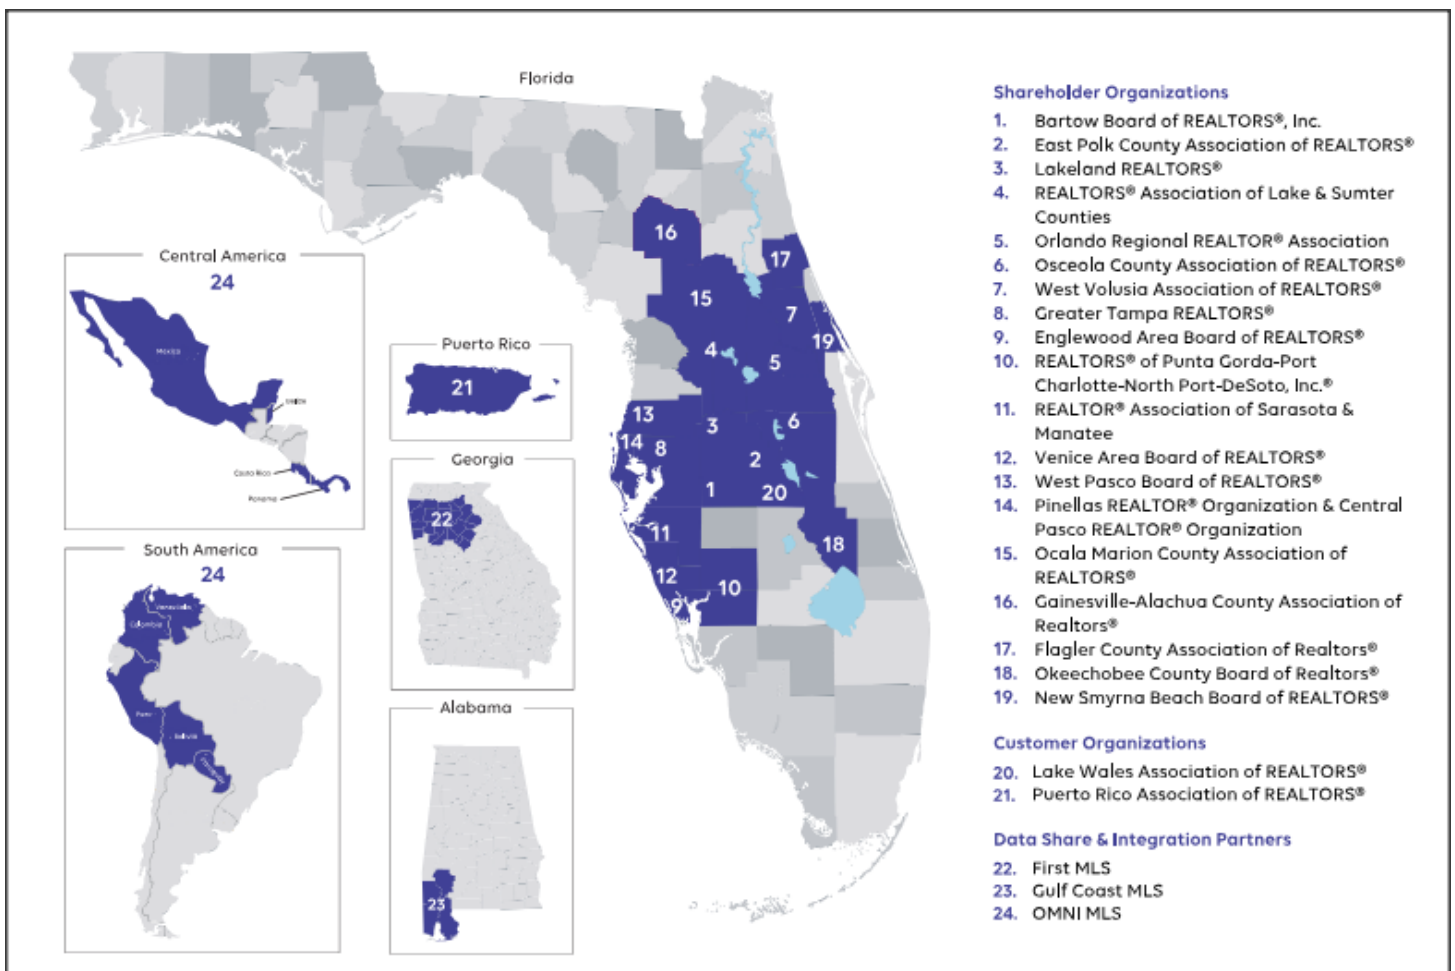 Florida
Central America
24
Mexico
Belize
Costa Rica
Panama
South America
24
Venezuela
Colombia
Peru
Bolivia
Puerto Rico
21
Georgia
22
Alabama
23
16
17
15
7
19
4
5
13
3
6
14
8
2
1
20
11
18
12
10
9
Shareholder Organizations
1. Bartow Board of REALTORS®, Inc.
2. East Polk County Association of REALTORS®
3. Lakeland REALTORS®
4. REALTORS® Association of Lake & Sumter
Counties
5. Orlando Regional REALTOR® Association
6. Osceola County Association of REALTORS®
7. West Volusia Association of REALTORS®
8. Greater Tampa REALTORS®
9. Englewood Area Board of REALTORS®
10. REALTORS® of Punta Gorda-Port
Charlotte-North Port-DeSoto, Inc.®
11. REALTOR® Association of Sarasota &
Manatee
12. Venice Area Board of REALTORS®
13. West Pasco Board of REALTORS®
14. Pinellas REALTOR® Organization & Central
Pasco REALTOR® Organization
15. Ocala Marion County Association of
REALTORS®
16. Gainesville-Alachua County Association of
Realtors®
17. Flagler County Association of Realtors®
18. Okeechobee County Board of Realtors®
19. New Smyrna Beach Board of REALTORS®
Customer Organizations
20. Lake Wales Association of REALTORS®
21. Puerto Rico Association of REALTORS®
Data Share & Integration Partners
22. First MLS
23. Gulf Coast MLS
24. OMNI MLS